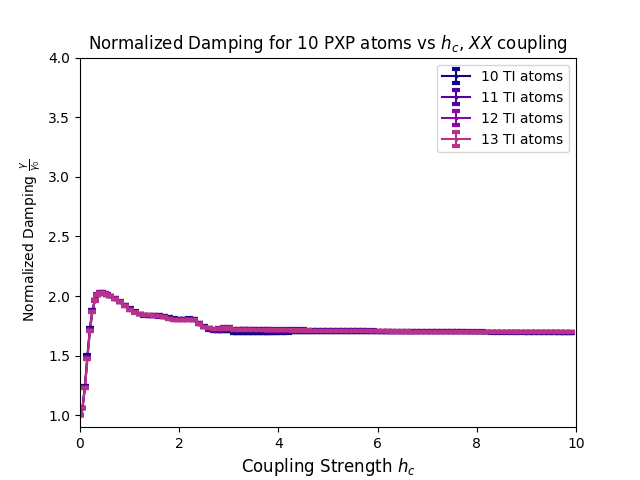 Normalized Damping for 10 PXP atoms vs $h_c$, $XX$ coupling
4.0
3.5
3.0
2.5
2.0
1.5
1.0
Normalized Damping $\frac{\gamma}{\gamma_0}$
10 TI atoms
11 TI atoms
12 TI atoms
13 TI atoms
0 2 4 6 8 10
Coupling Strength $h_c$